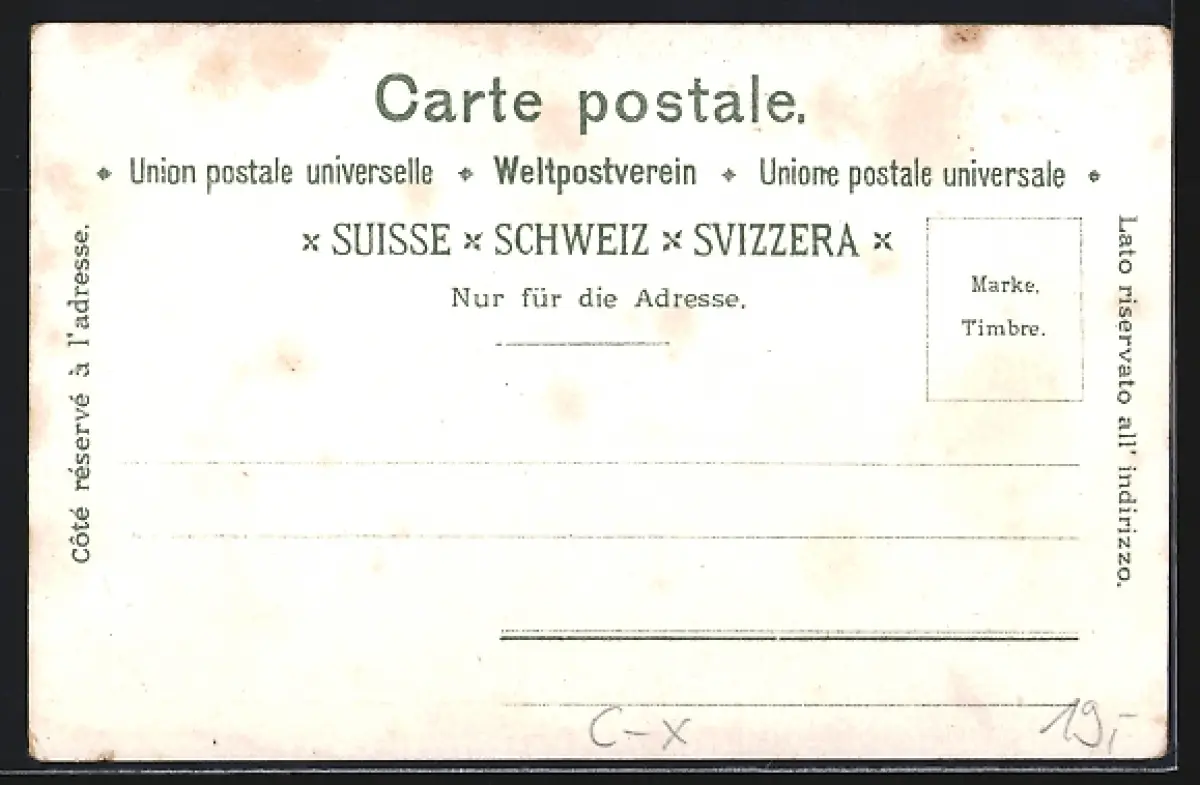 Carte postale.
Union postale universelle Weltpostverein Unione postale universale
× SUISSE × SCHWEIZ × SVIZZERA ×
Nur für die Adresse.
Marke.
Timbre.
Côté réservé à l'adresse.
Lato riservato all' indirizzo.
C-X
19,-